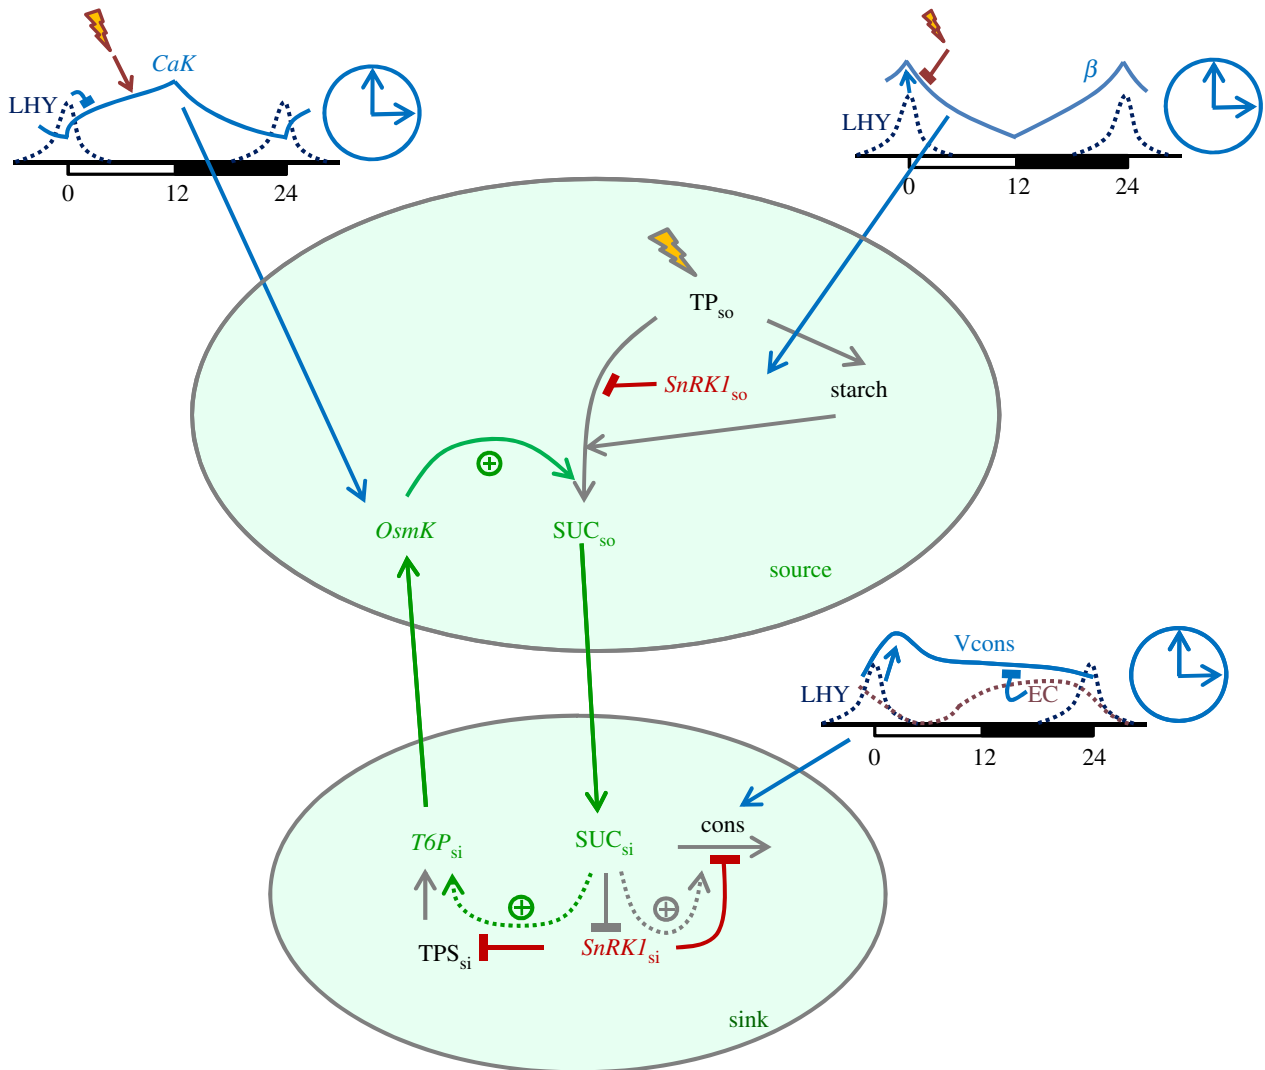 CaK
LHY
0 12 24
β
LHY
0 12 24
TPso
SnRK1so
starch
OsmK
SUCso
source
Vcons
LHY
EC
0 12 24
cons
T6Psi
SUCsi
TPSsi
SnRK1si
sink